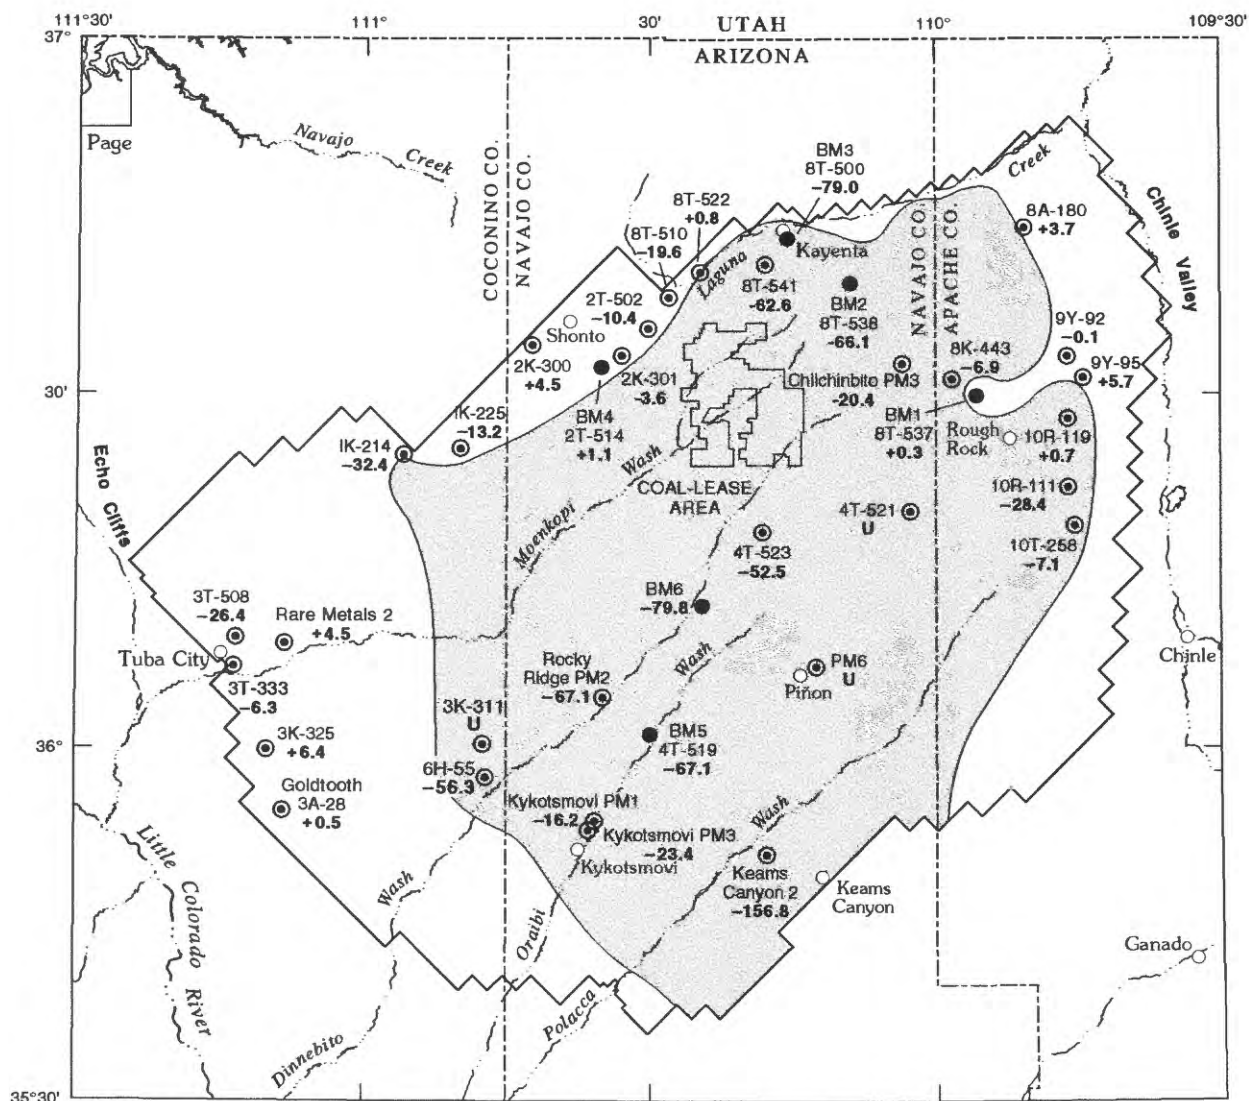 111°30'
111°
30'
UTAH
110°
109°30'
37°
ARIZONA
Page
Navajo
Creek
COCONINO CO.
NAVAJO CO.
BM3
8T-500
−79.0
Creek
Chinle Valley
8T-522
+0.8
8T-510
−19.6
8A-180
+3.7
Kayenta
Laguna
8T-541
-62.6
BM2
8T-538
-66.1
NAVAJO CO.
APACHE CO.
2T-502
−10.4
Shonto
2K-300
+4.5
2K-301
-3.6
9Y-92
−0.1
9Y-95
+5.7
8K-443
−6.9
Chilchinbito PM3
-20.4
30'
BM4
2T-514
+1.1
BM1
8T-537
+0.3
Rough
Rock
10R-119
+0.7
IK-225
−13.2
IK-214
−32.4
Echo Cliffs
Wash
COAL-LEASE
AREA
10R-111
−28.4
4T-521
U
Moenkopi
4T-523
−52.5
10T-258
−7.1
BM6
−79.8
3T-508
−26.4
Rare Metals 2
+4.5
Tuba City
Chinle
Wash
3T-333
−6.3
Rocky
Ridge PM2
−67.1
PM6
U
Piñon
3K-311
U
BM5
4T-519
−67.1
36°
3K-325
+6.4
6H-55
−56.3
Goldtooth
3A-28
+0.5
Kykotsmovi PM1
−16.2
Kykotsmovi PM3
−23.4
Kykotsmovi
Wash
Keams
Canyon 2
−156.8
Keams
Canyon
Little Colorado River
Wash
Oraibi
Ganado
Polacca
Dinnebito
35°30'